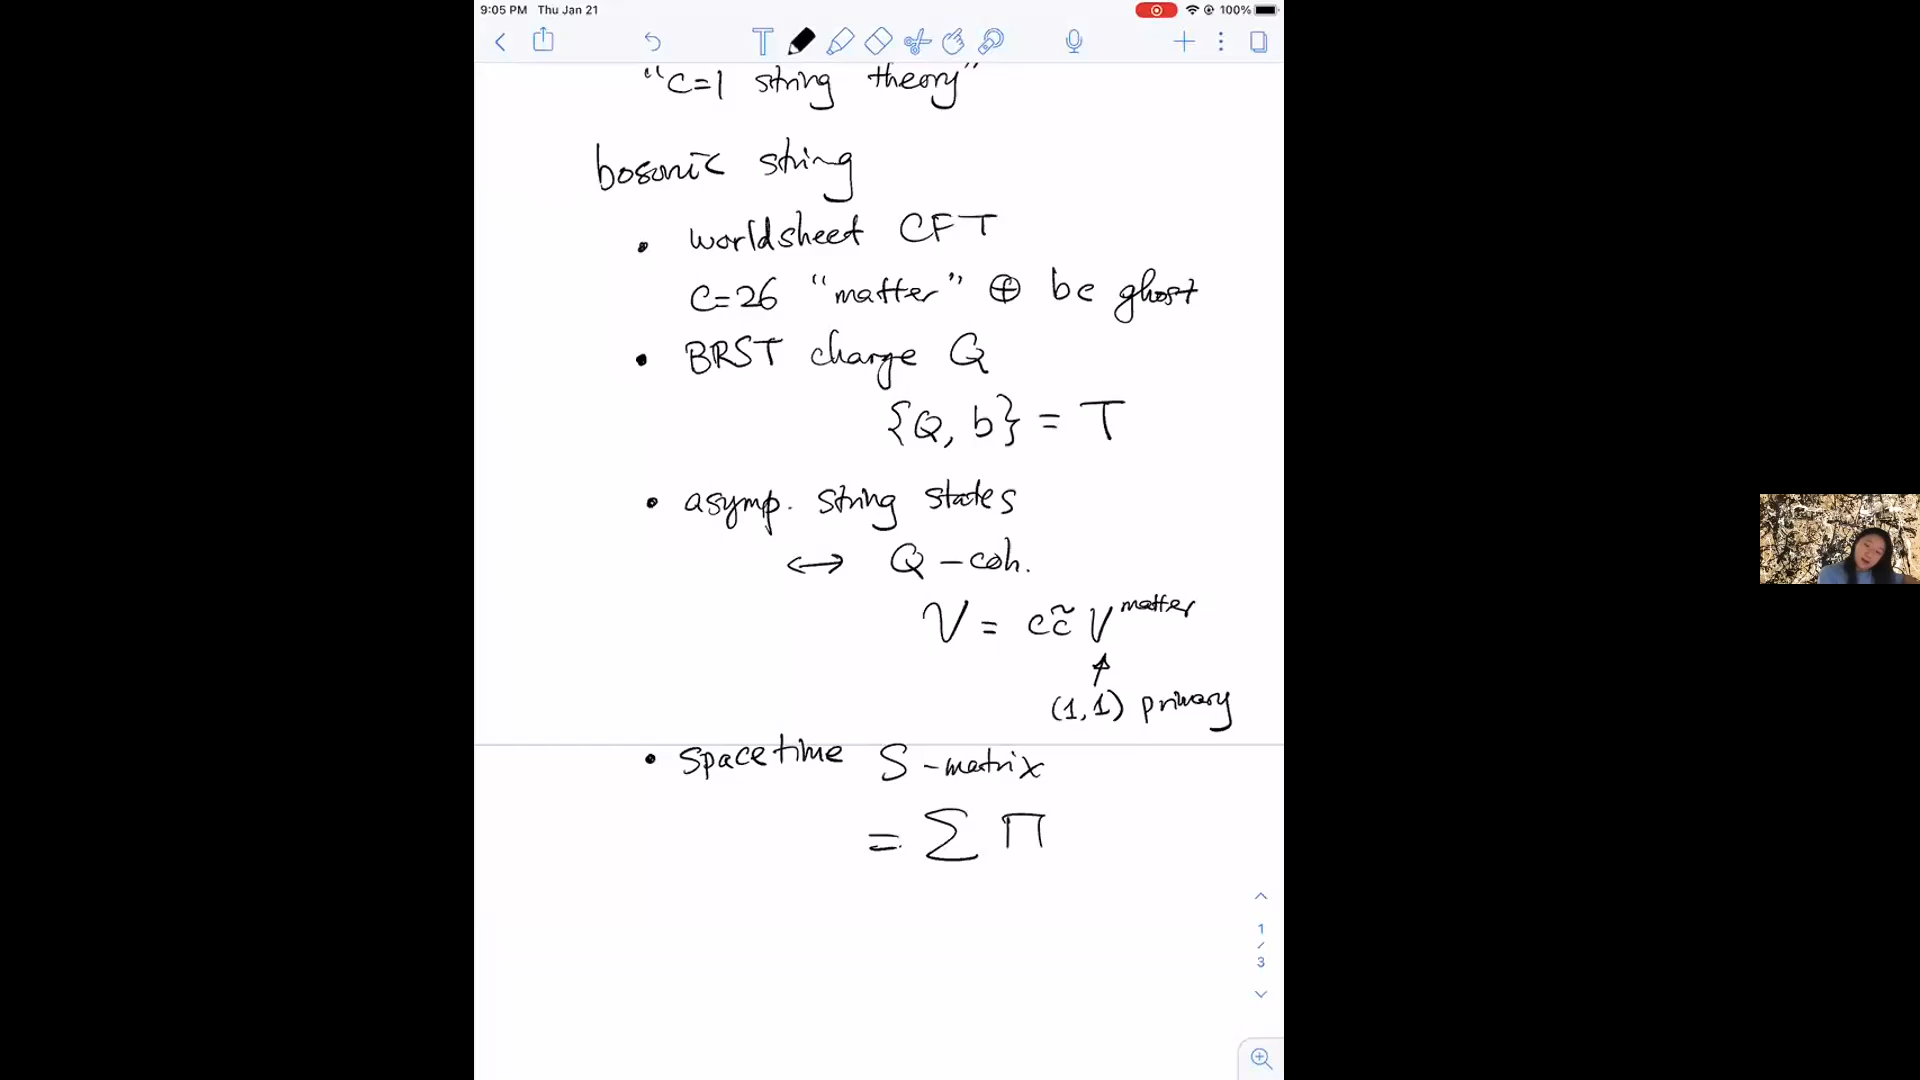 9:05 PM Thu Jan 21
100%
"c=1 string theory"
bosonic string
• worldsheet CFT
c=26 "matter" ⊕ bc ghost
• BRST charge Q
{Q, b} = T
• asymp. string states
↔ Q-coh.
V = cc̃ V^matter
↑
(1,1) primary
• spacetime S-matrix
= Σ Π
1
/
3